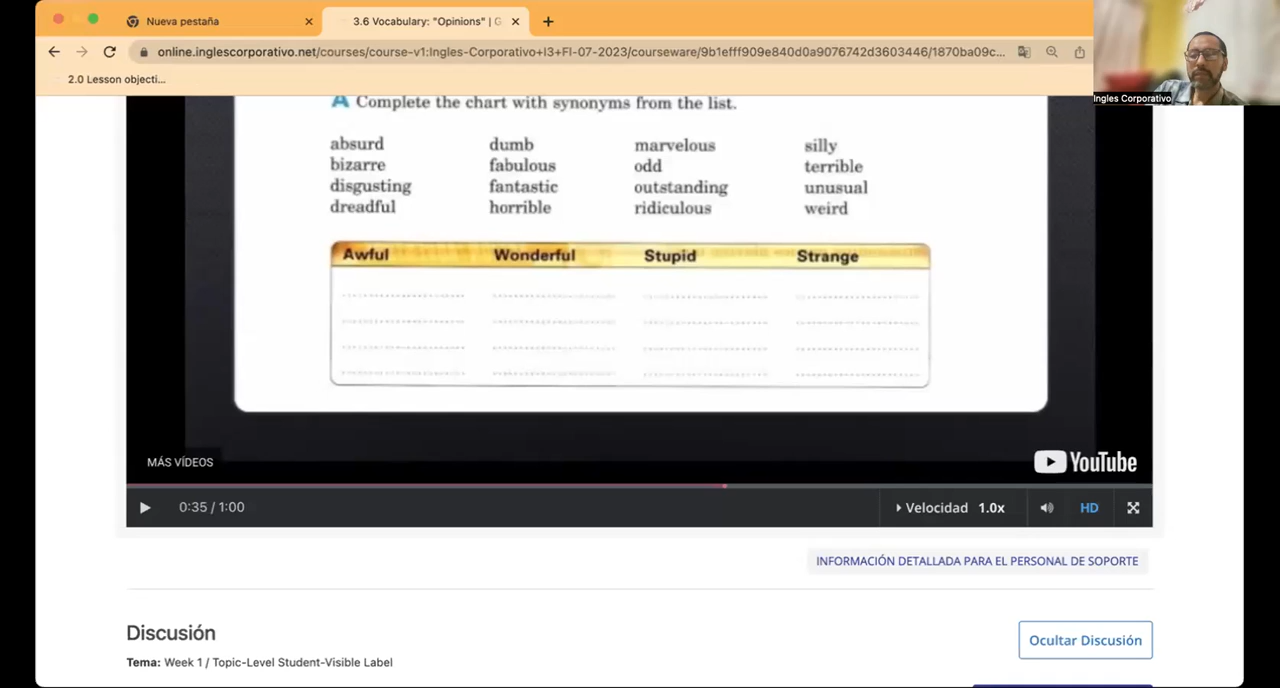 Nueva pestaña
3.6 Vocabulary: "Opinions" | G
online.inglescorporativo.net/courses/course-v1:Ingles-Corporativo+I3+FI-07-2023/courseware/9b1efff909e840d0a9076742d3603446/1870ba09c...
Ingles Corporativo
2.0 Lesson objecti...
A Complete the chart with synonyms from the list.
absurd dumb marvelous silly
bizarre fabulous odd terrible
disgusting fantastic outstanding unusual
dreadful horrible ridiculous weird
Awful Wonderful Stupid Strange
MÁS VÍDEOS
YouTube
0:35 / 1:00
Velocidad 1.0x
HD
INFORMACIÓN DETALLADA PARA EL PERSONAL DE SOPORTE
Discusión
Ocultar Discusión
Tema: Week 1 / Topic-Level Student-Visible Label